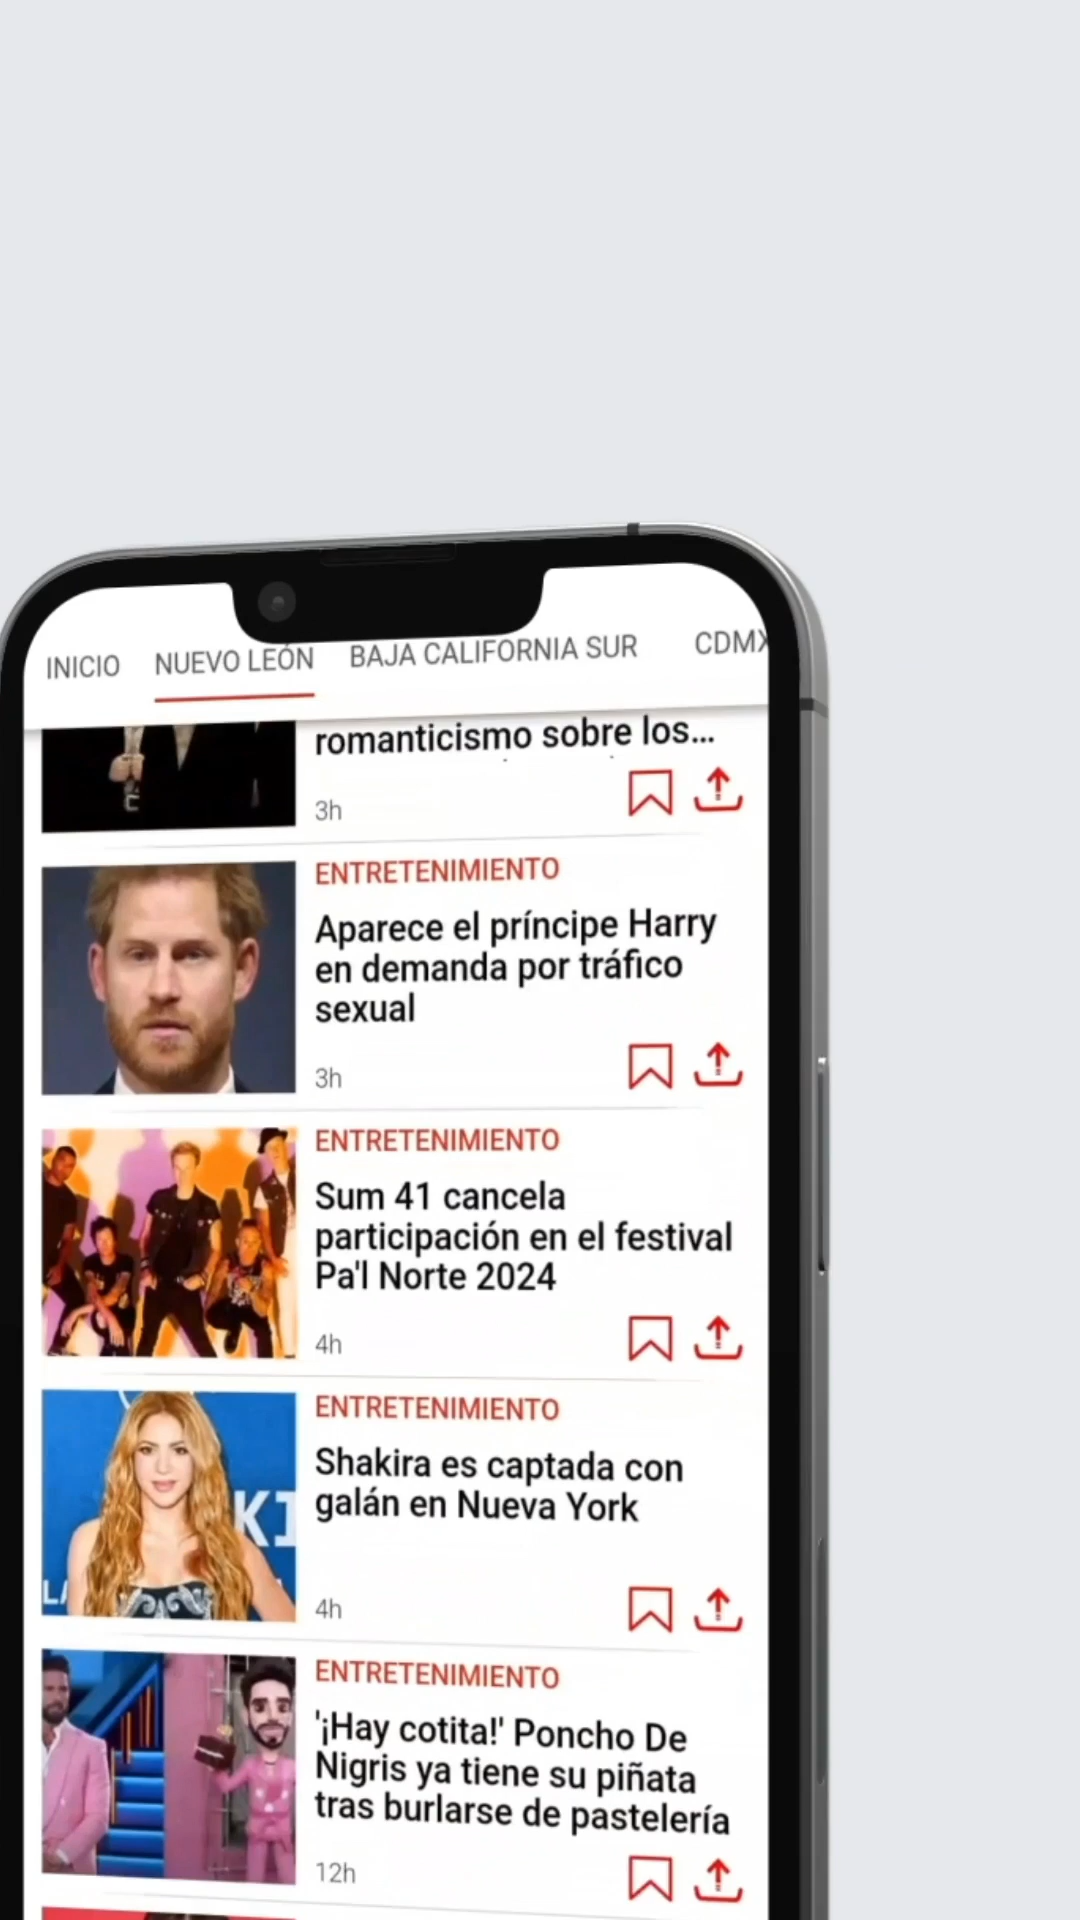 INICIO NUEVO LEÓN BAJA CALIFORNIA SUR CDMX
romanticismo sobre los...
3h
ENTRETENIMIENTO
Aparece el príncipe Harry
en demanda por tráfico
sexual
3h
ENTRETENIMIENTO
Sum 41 cancela
participación en el festival
Pa'l Norte 2024
4h
KI
LA
ENTRETENIMIENTO
Shakira es captada con
galán en Nueva York
4h
ENTRETENIMIENTO
'¡Hay cotita!' Poncho De
Nigris ya tiene su piñata
tras burlarse de pastelería
12h